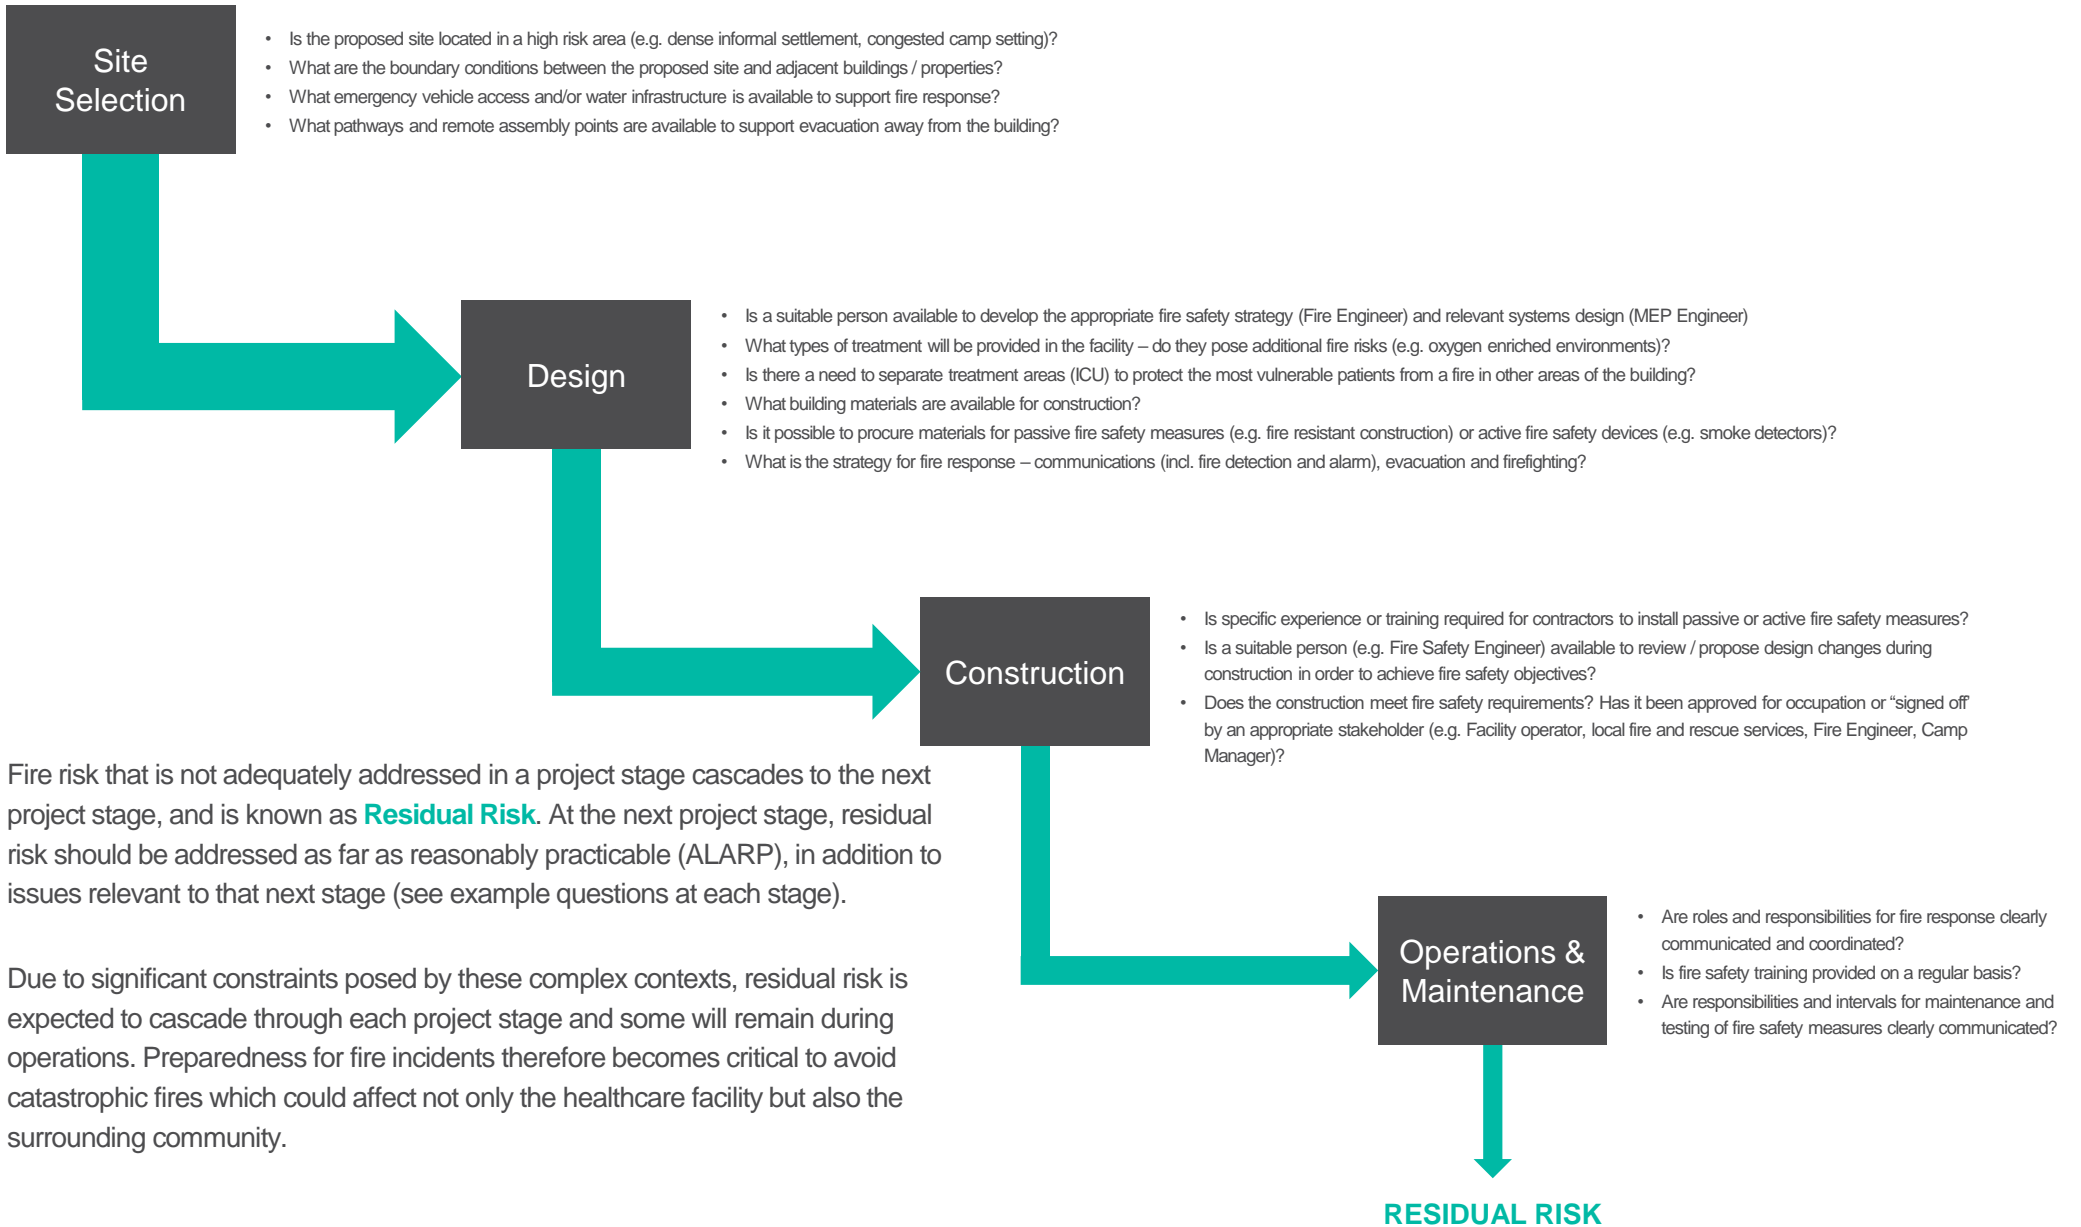 Site
Selection
• Is the proposed site located in a high risk area (e.g. dense informal settlement, congested camp setting)?
• What are the boundary conditions between the proposed site and adjacent buildings / properties?
• What emergency vehicle access and/or water infrastructure is available to support fire response?
• What pathways and remote assembly points are available to support evacuation away from the building?
Design
• Is a suitable person available to develop the appropriate fire safety strategy (Fire Engineer) and relevant systems design (MEP Engineer)
• What types of treatment will be provided in the facility – do they pose additional fire risks (e.g. oxygen enriched environments)?
• Is there a need to separate treatment areas (ICU) to protect the most vulnerable patients from a fire in other areas of the building?
• What building materials are available for construction?
• Is it possible to procure materials for passive fire safety measures (e.g. fire resistant construction) or active fire safety devices (e.g. smoke detectors)?
• What is the strategy for fire response – communications (incl. fire detection and alarm), evacuation and firefighting?
Construction
• Is specific experience or training required for contractors to install passive or active fire safety measures?
• Is a suitable person (e.g. Fire Safety Engineer) available to review / propose design changes during
construction in order to achieve fire safety objectives?
• Does the construction meet fire safety requirements? Has it been approved for occupation or “signed off’
by an appropriate stakeholder (e.g. Facility operator, local fire and rescue services, Fire Engineer, Camp
Manager)?
Fire risk that is not adequately addressed in a project stage cascades to the next
project stage, and is known as Residual Risk. At the next project stage, residual
risk should be addressed as far as reasonably practicable (ALARP), in addition to
issues relevant to that next stage (see example questions at each stage).
Due to significant constraints posed by these complex contexts, residual risk is
expected to cascade through each project stage and some will remain during
operations. Preparedness for fire incidents therefore becomes critical to avoid
catastrophic fires which could affect not only the healthcare facility but also the
surrounding community.
Operations &
Maintenance
• Are roles and responsibilities for fire response clearly
communicated and coordinated?
• Is fire safety training provided on a regular basis?
• Are responsibilities and intervals for maintenance and
testing of fire safety measures clearly communicated?
RESIDUAL RISK